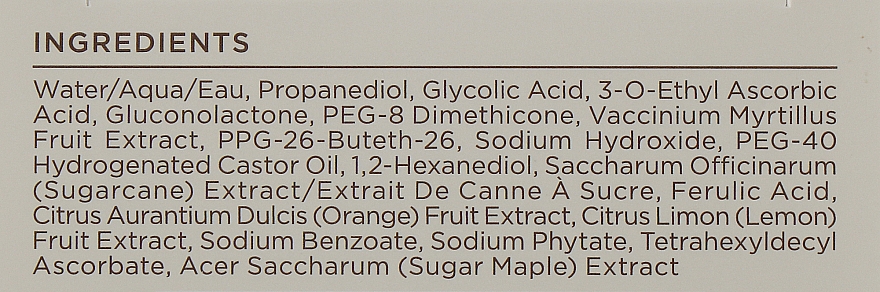 INGREDIENTS
Water/Aqua/Eau, Propanediol, Glycolic Acid, 3-O-Ethyl Ascorbic
Acid, Gluconolactone, PEG-8 Dimethicone, Vaccinium Myrtillus
Fruit Extract, PPG-26-Buteth-26, Sodium Hydroxide, PEG-40
Hydrogenated Castor Oil, 1,2-Hexanediol, Saccharum Officinarum
(Sugarcane) Extract/Extrait De Canne À Sucre, Ferulic Acid,
Citrus Aurantium Dulcis (Orange) Fruit Extract, Citrus Limon (Lemon)
Fruit Extract, Sodium Benzoate, Sodium Phytate, Tetrahexyldecyl
Ascorbate, Acer Saccharum (Sugar Maple) Extract